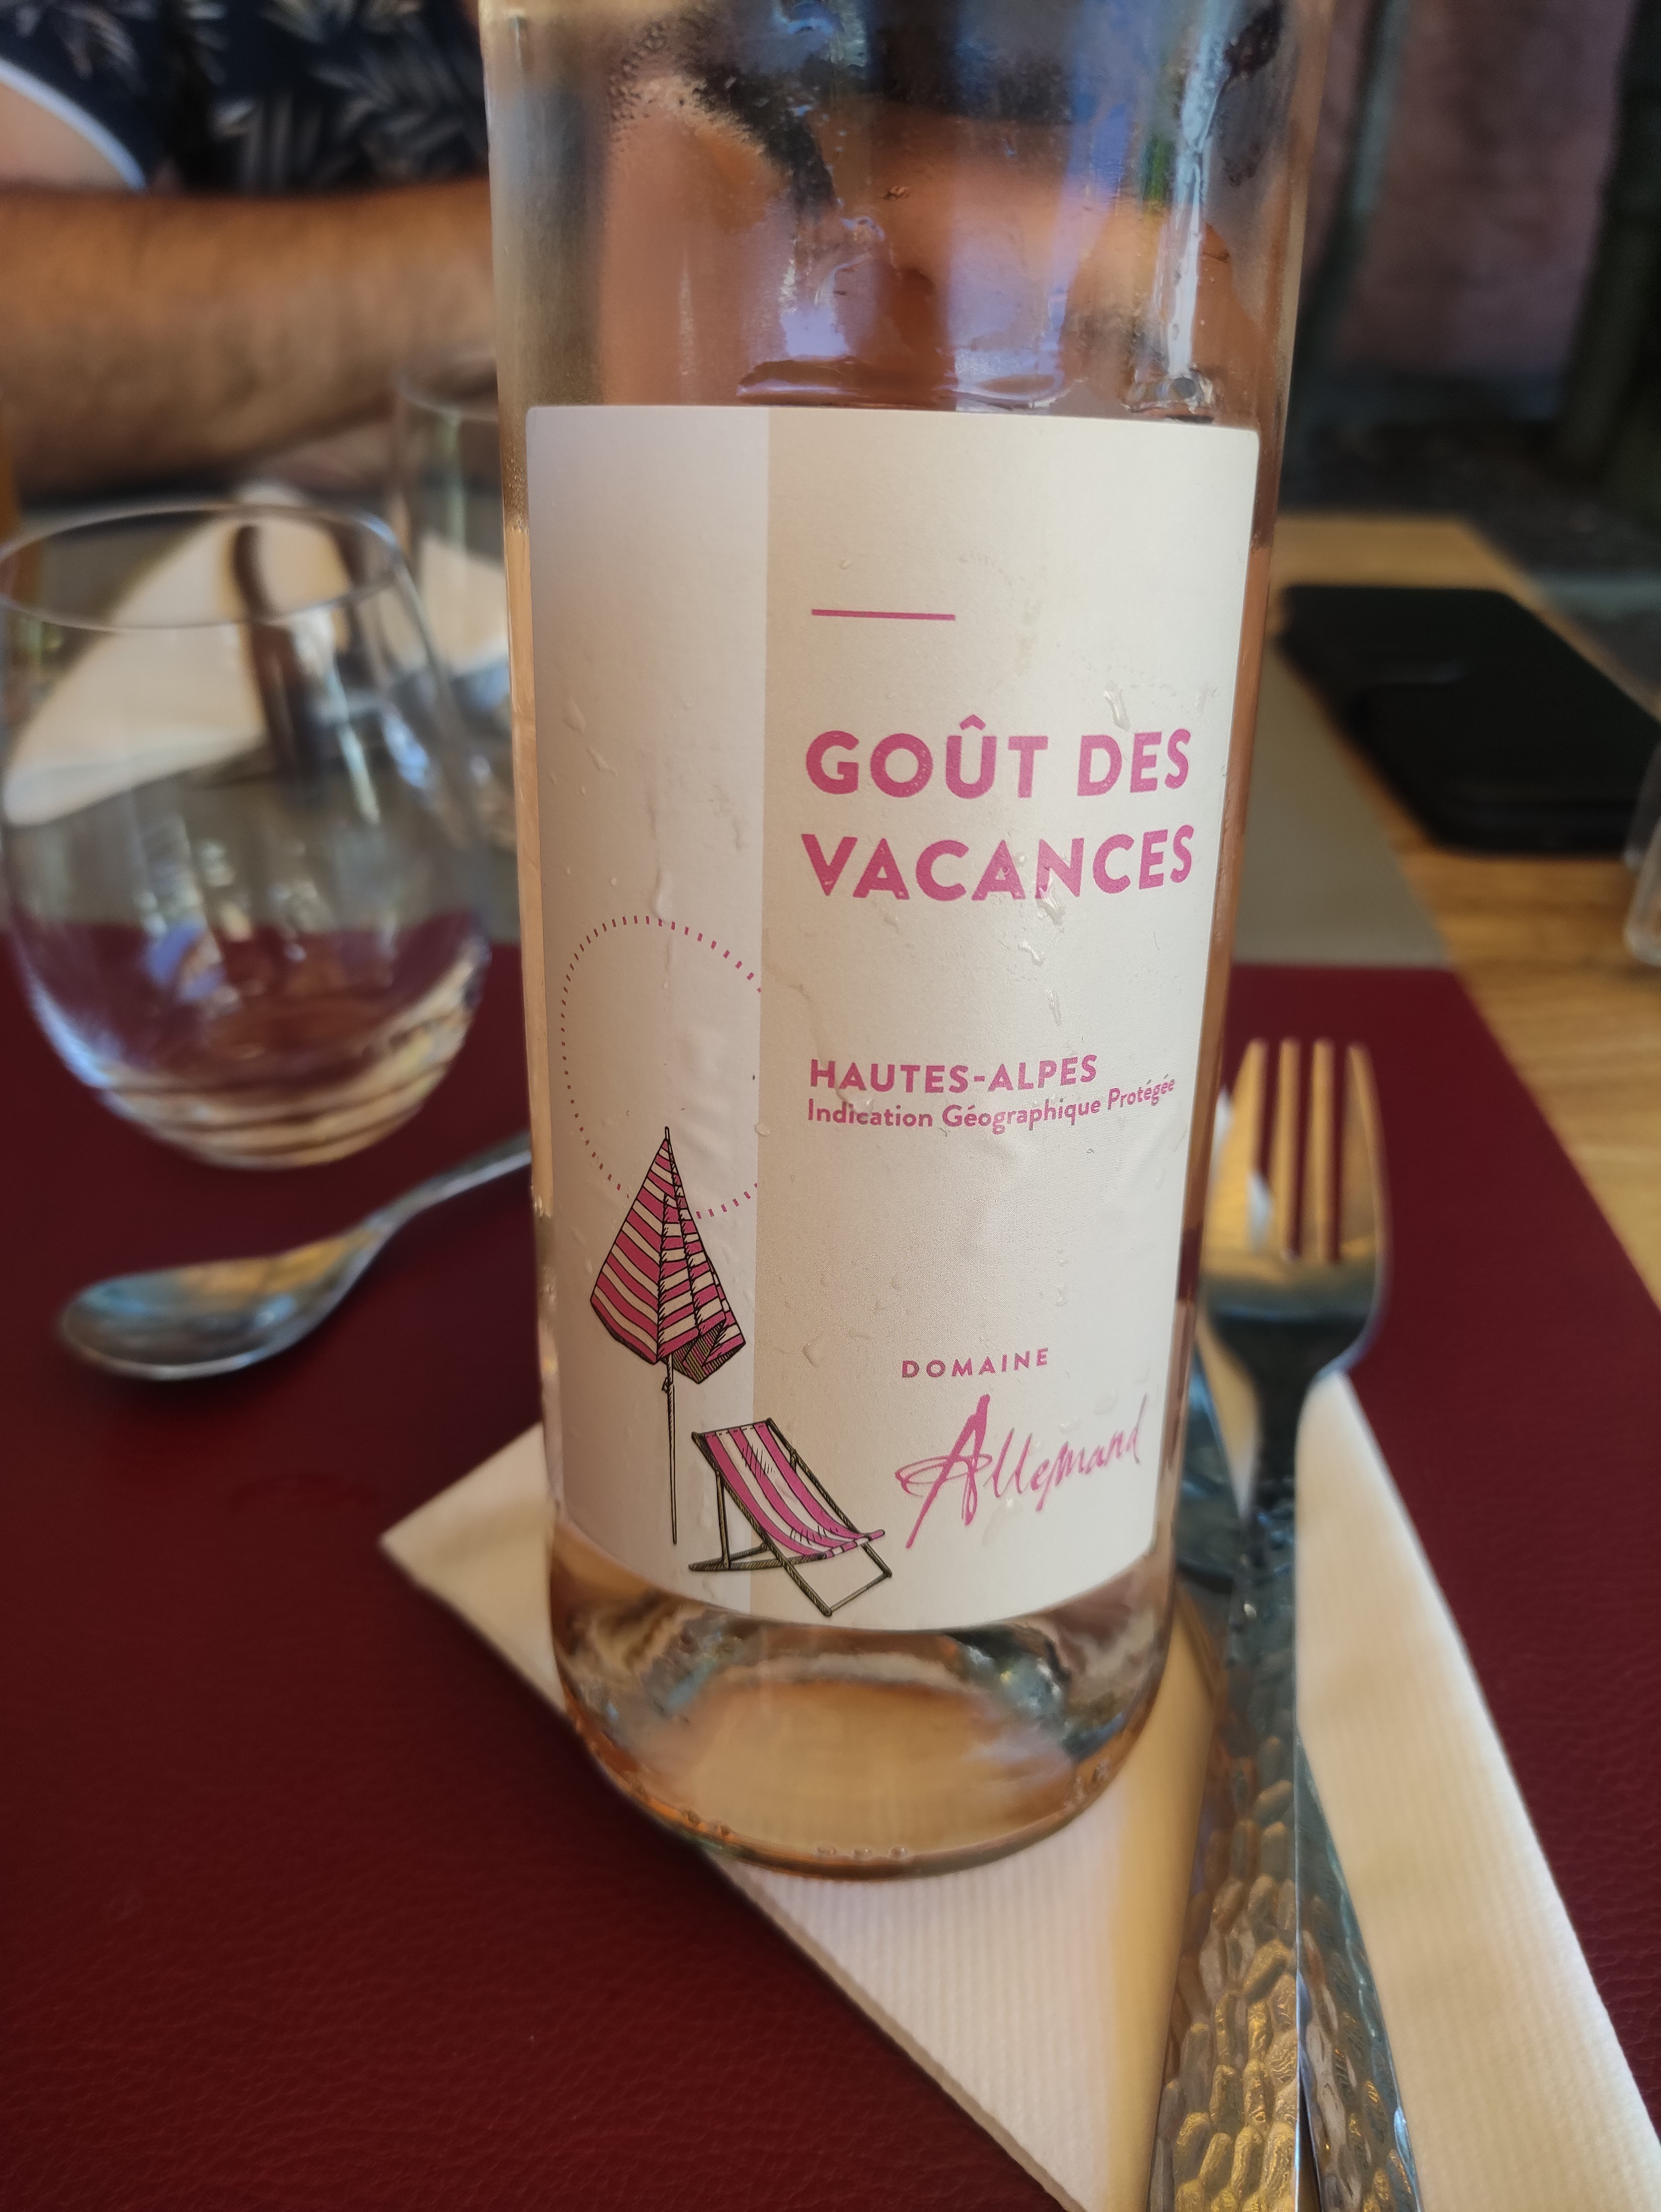 GOÛT DES
VACANCES
HAUTES-ALPES
Indication Géographique Protégée
DOMAINE
Allemand